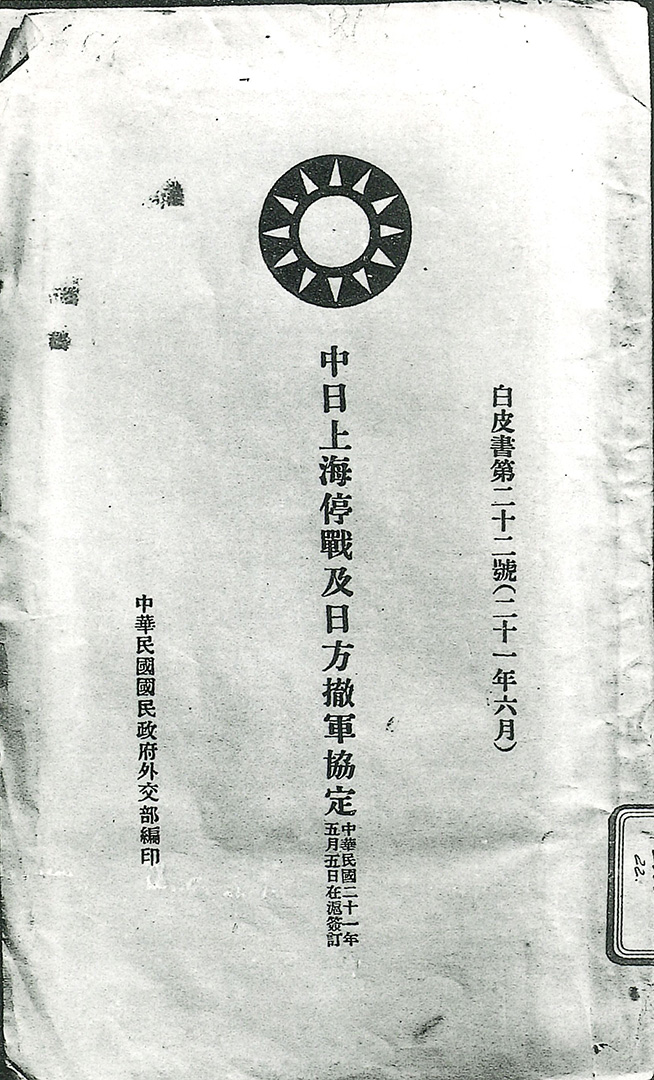 白皮書第二十二號(二十一年六月)
中日上海停戰及日方撤軍協定
中華民國二十一年
五月五日在滬簽訂
中華民國國民政府外交部編印
22.